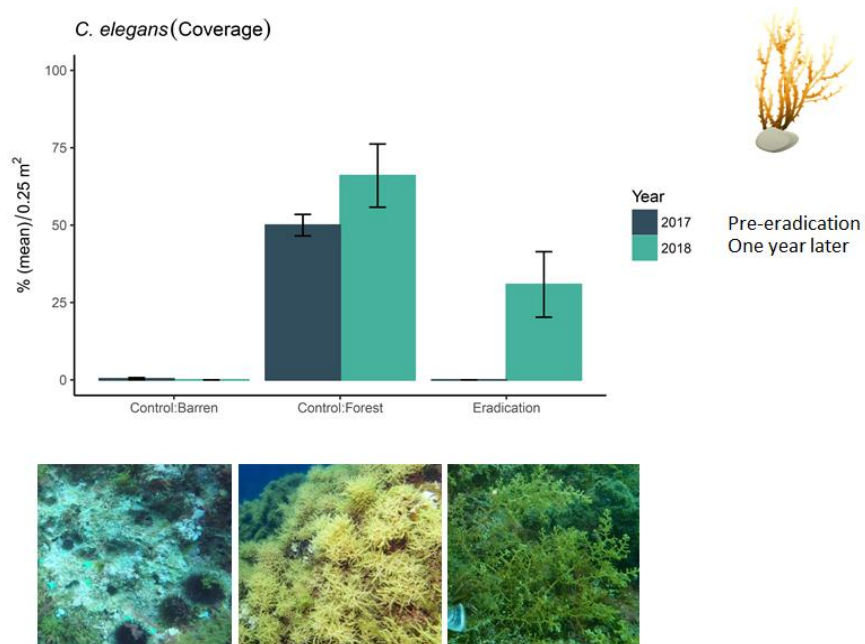 C. elegans(Coverage)
100
75
50
25
0
% (mean)/0.25 m²
Control:Barren
Control:Forest
Eradication
Year
2017
2018
Pre-eradication
One year later